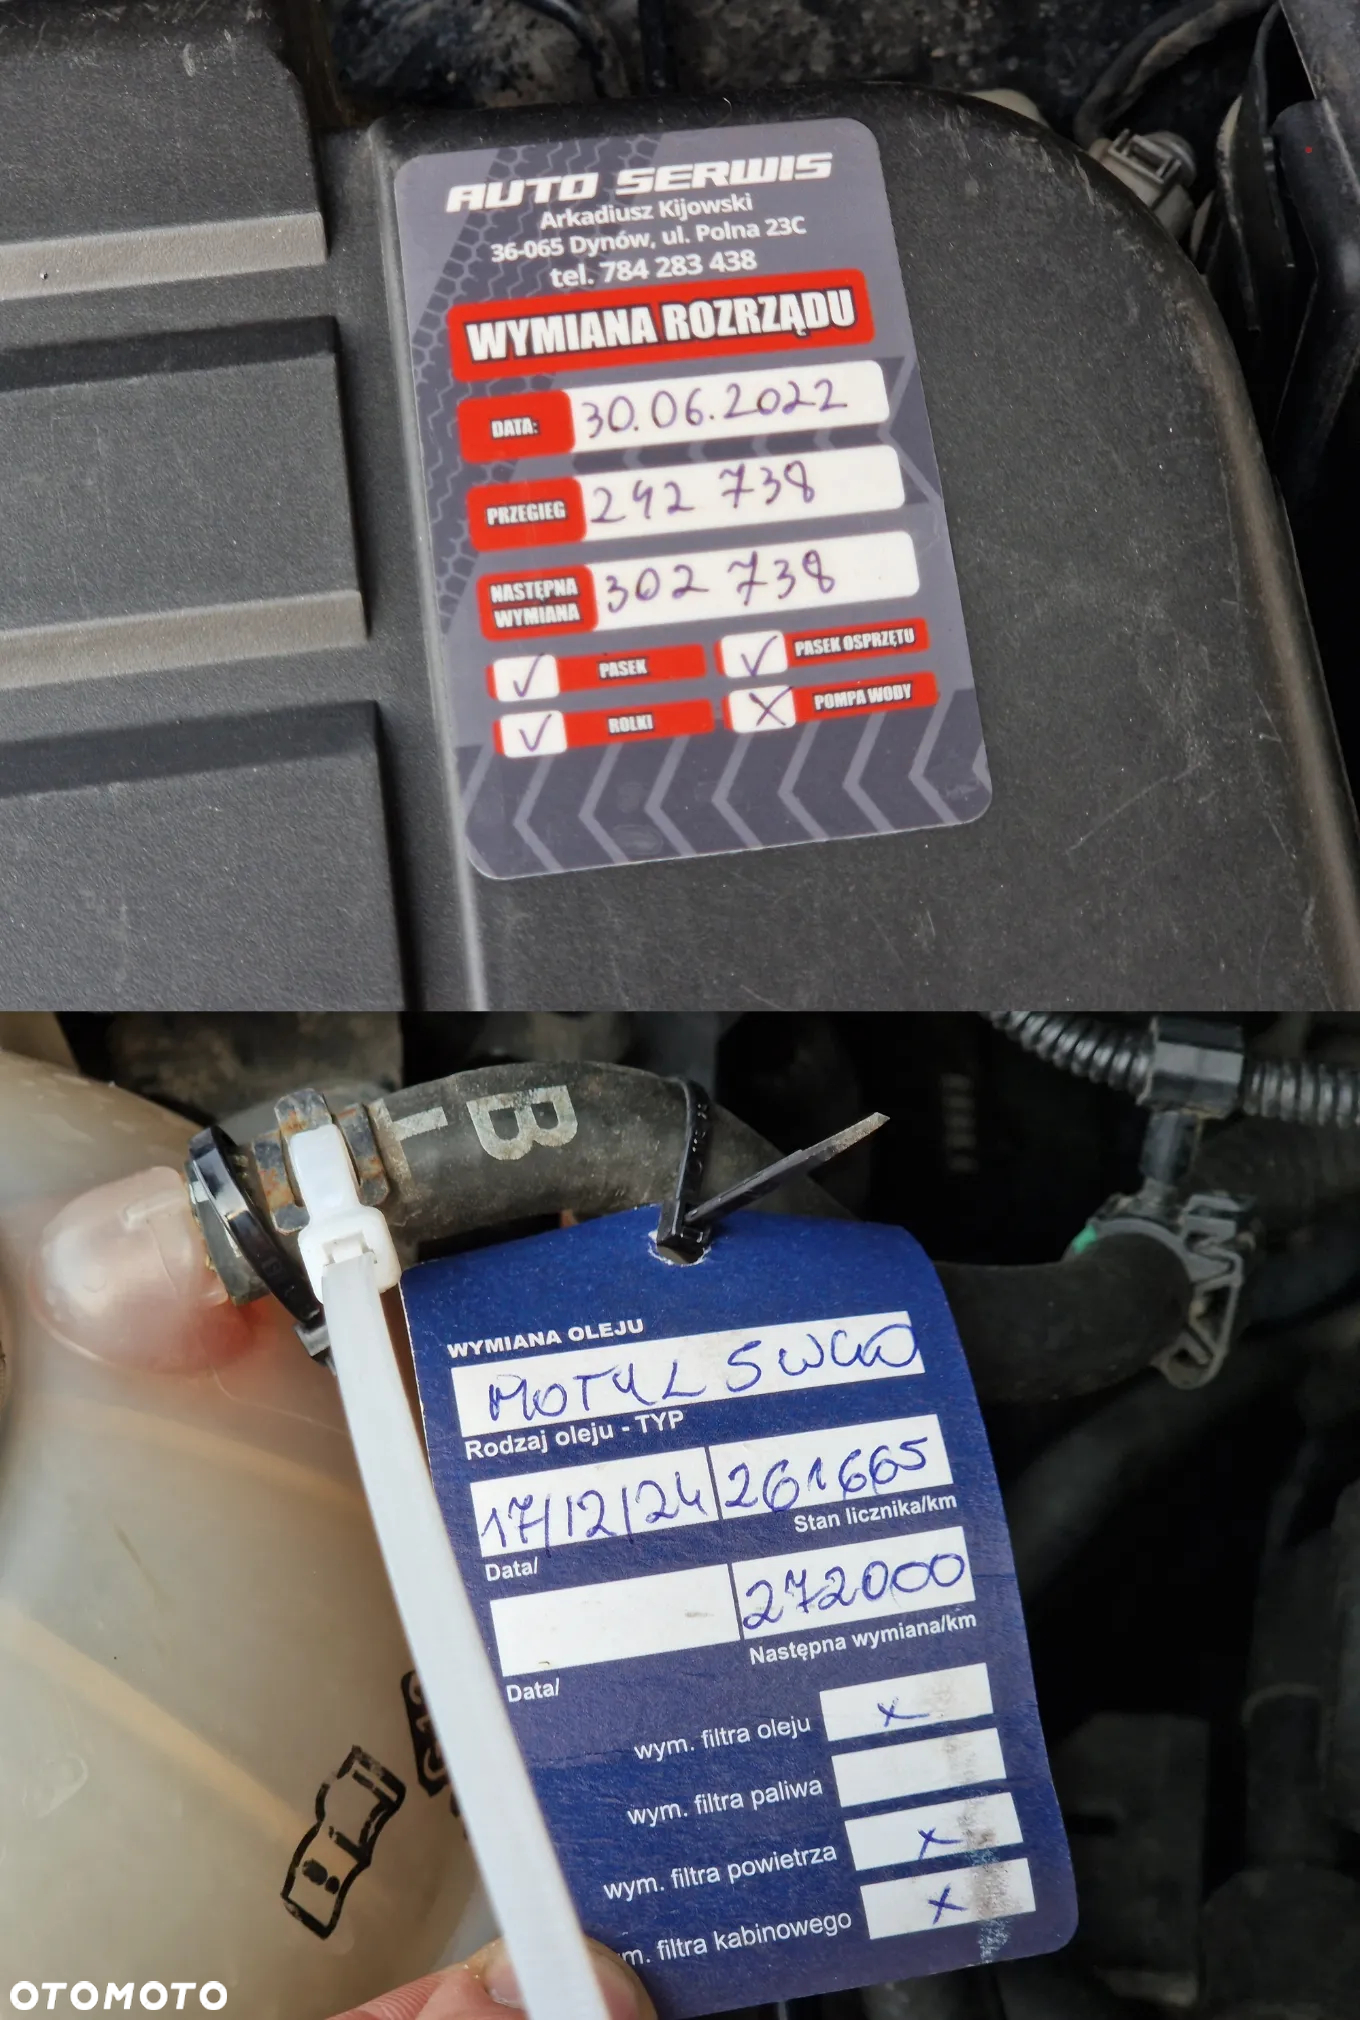 AUTO SERWIS
Arkadiusz Kijowski
36-065 Dynów, ul. Polna 23C
tel. 784 283 438
WYMIANA ROZRZĄDU
DATA: 30.06.2022
PRZEGIEG 242 738
NASTĘPNA WYMIANA 302 738
✓ PASEK ✓ PASEK OSPRZĘTU
✓ ROLKI X POMPA WODY
B
WYMIANA OLEJU
MOTUL 5W40
Rodzaj oleju - TYP
17/12/24 261665
Data/ Stan licznika/km
272000
Data/ Następna wymiana/km
wym. filtra oleju x
wym. filtra paliwa
wym. filtra powietrza x
m. filtra kabinowego x
OTOMOTO